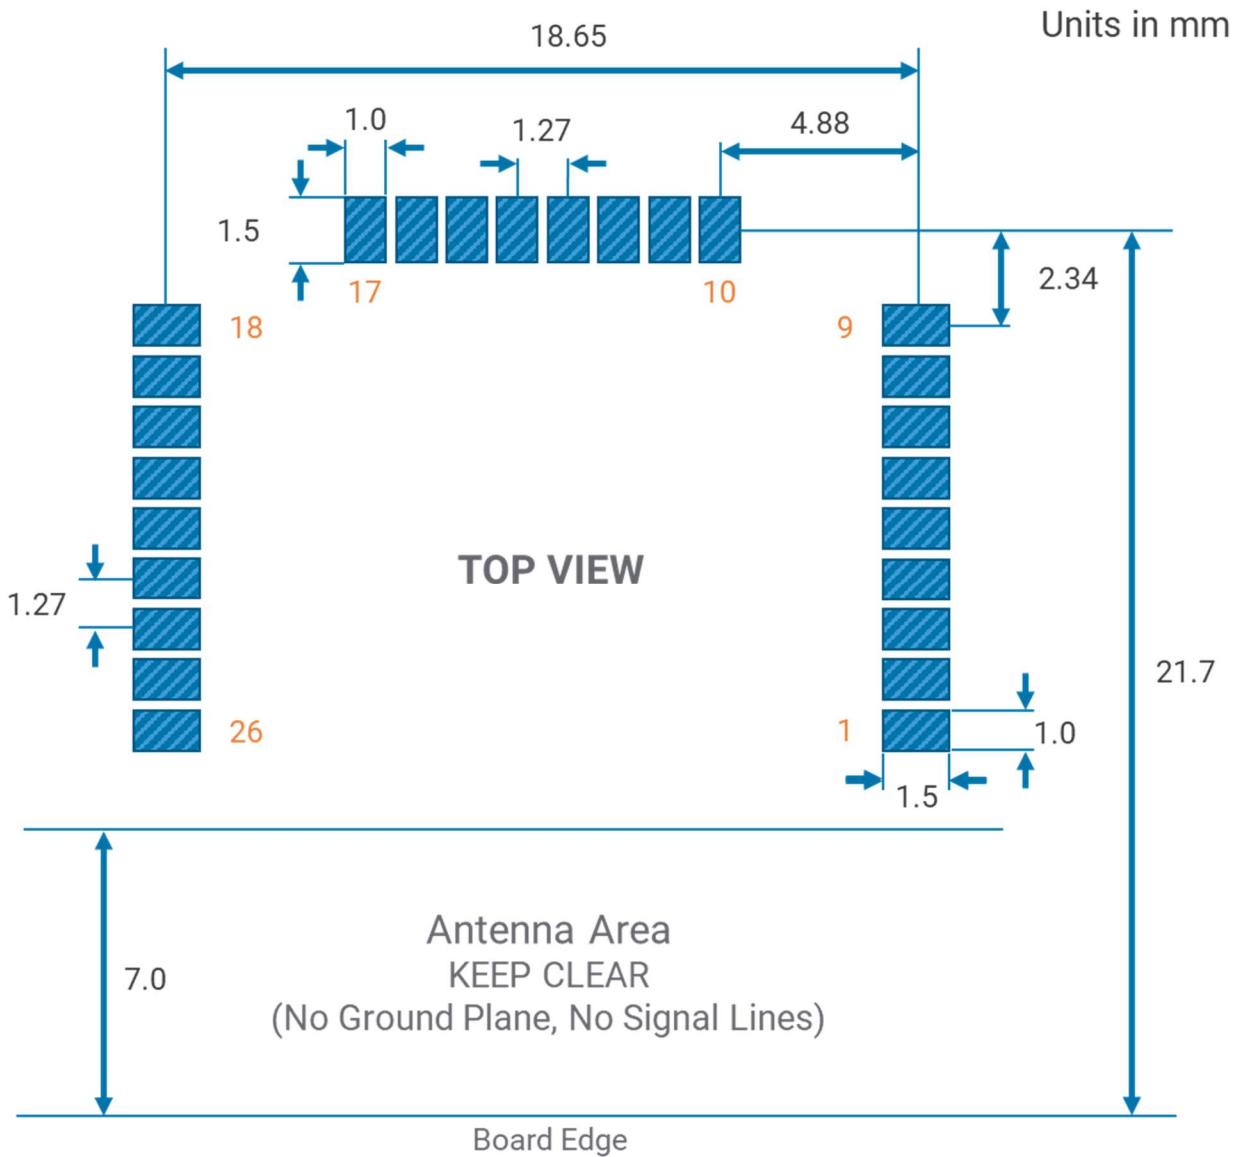 Units in mm
18.65
1.0
1.27
4.88
1.5
2.34
17
10
18
9
TOP VIEW
1.27
21.7
26
1
1.0
1.5
Antenna Area
KEEP CLEAR
7.0
(No Ground Plane, No Signal Lines)
Board Edge